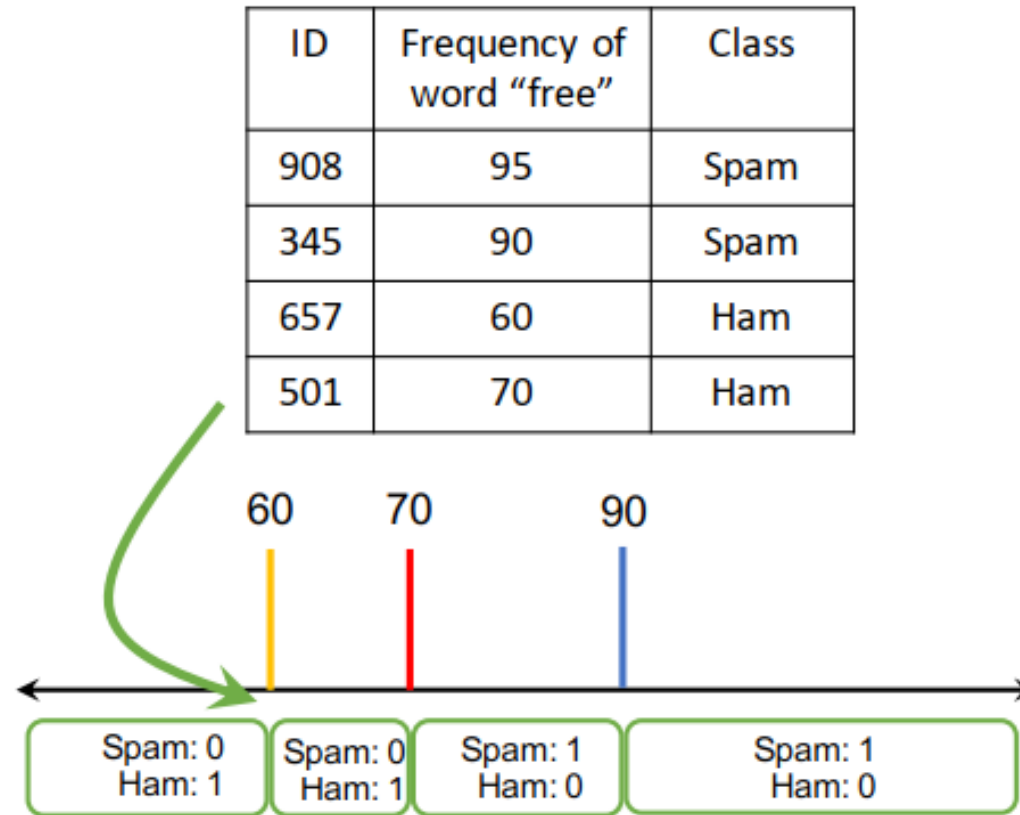 ID Frequency of word “free” Class
908 95 Spam
345 90 Spam
657 60 Ham
501 70 Ham
60 70 90
Spam: 0 Spam: 0 Spam: 1 Spam: 1
Ham: 1 Ham: 1 Ham: 0 Ham: 0